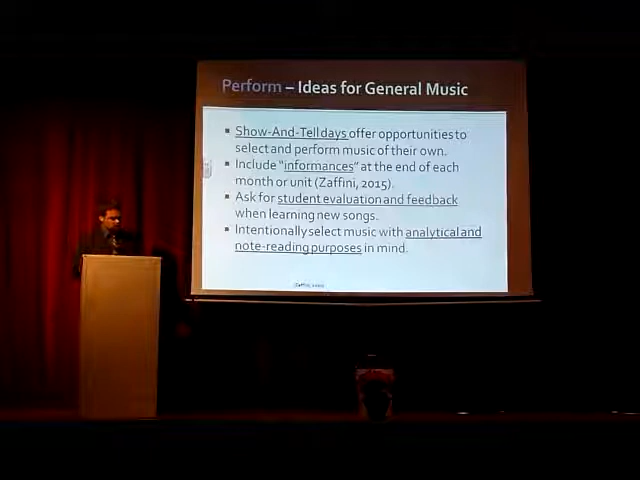 Perform – Ideas for General Music
▪ Show-And-Tell days offer opportunities to
select and perform music of their own.
▪ Include "informances" at the end of each
month or unit (Zaffini, 2015).
▪ Ask for student evaluation and feedback
when learning new songs.
▪ Intentionally select music with analytical and
note-reading purposes in mind.